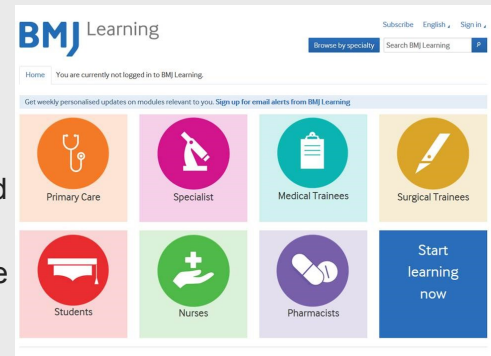 BMJ Learning
Subscribe English Sign in
Browse by specialty Search BMJ Learning P
Home You are currently not logged in to BMJ Learning.
Get weekly personalised updates on modules relevant to you. Sign up for email alerts from BMJ Learning
Primary Care Specialist Medical Trainees Surgical Trainees
Students Nurses Pharmacists
Start
learning
now
d
e